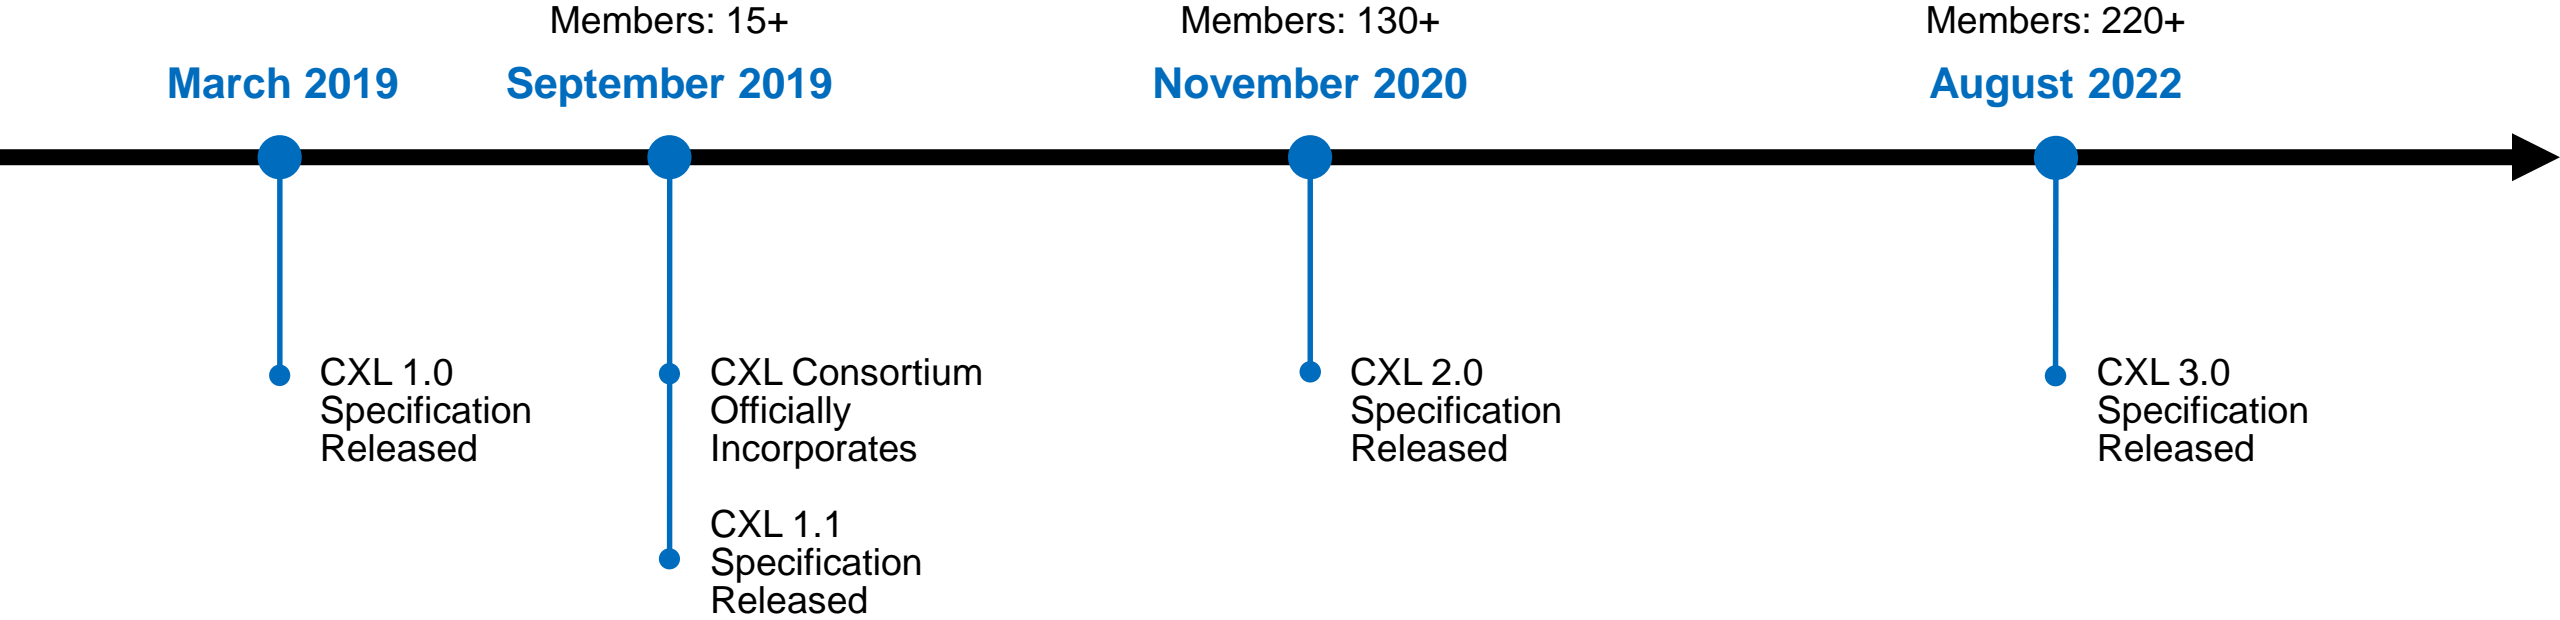 Members: 15+
Members: 130+
Members: 220+
March 2019
September 2019
November 2020
August 2022
CXL 1.0
Specification
Released
CXL Consortium
Officially
Incorporates
CXL 1.1
Specification
Released
CXL 2.0
Specification
Released
CXL 3.0
Specification
Released